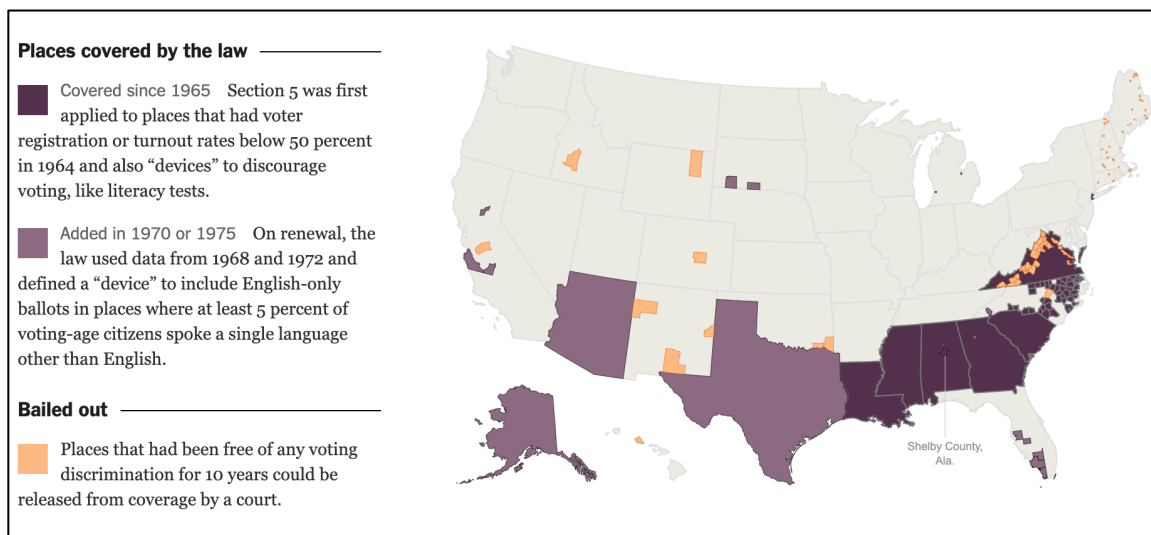 Places covered by the law
Covered since 1965 Section 5 was first
applied to places that had voter
registration or turnout rates below 50 percent
in 1964 and also “devices” to discourage
voting, like literacy tests.
Added in 1970 or 1975 On renewal, the
law used data from 1968 and 1972 and
defined a “device” to include English-only
ballots in places where at least 5 percent of
voting-age citizens spoke a single language
other than English.
Bailed out
Places that had been free of any voting
discrimination for 10 years could be
released from coverage by a court.
Shelby County,
Ala.